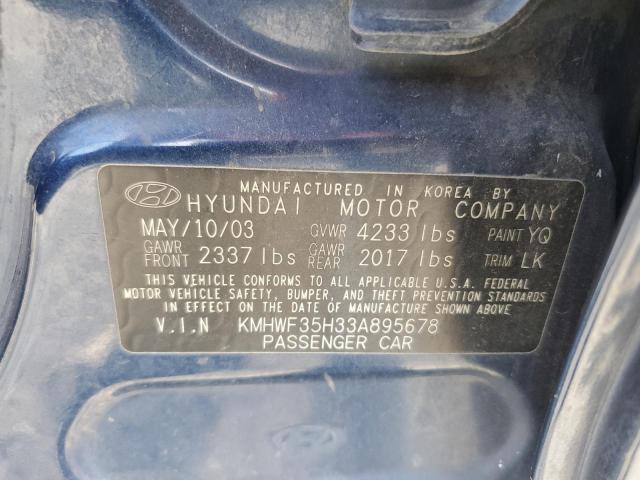 MANUFACTURED IN KOREA BY
HYUNDAI MOTOR COMPANY
MAY/10/03 GVWR 4233 lbs PAINT YQ
GAWR FRONT 2337 lbs GAWR REAR 2017 lbs TRIM LK
THIS VEHICLE CONFORMS TO ALL APPLICABLE U.S.A. FEDERAL
MOTOR VEHICLE SAFETY, BUMPER, AND THEFT PREVENTION STANDARDS
IN EFFECT ON THE DATE OF MANUFACTURE SHOWN ABOVE
V.I.N KMHWF35H33A895678
PASSENGER CAR